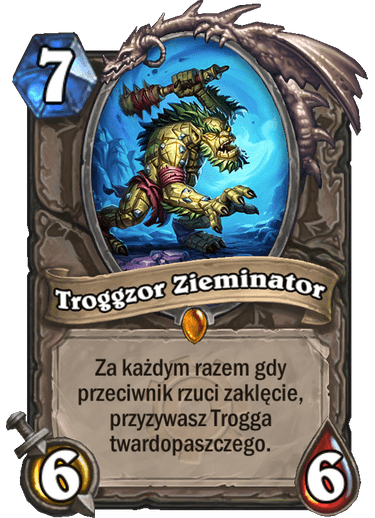 7
Troggzor Zieminator
Za każdym razem gdy
przeciwnik rzuci zaklęcie,
przyzywasz Trogga
twardopaszczego.
6
6